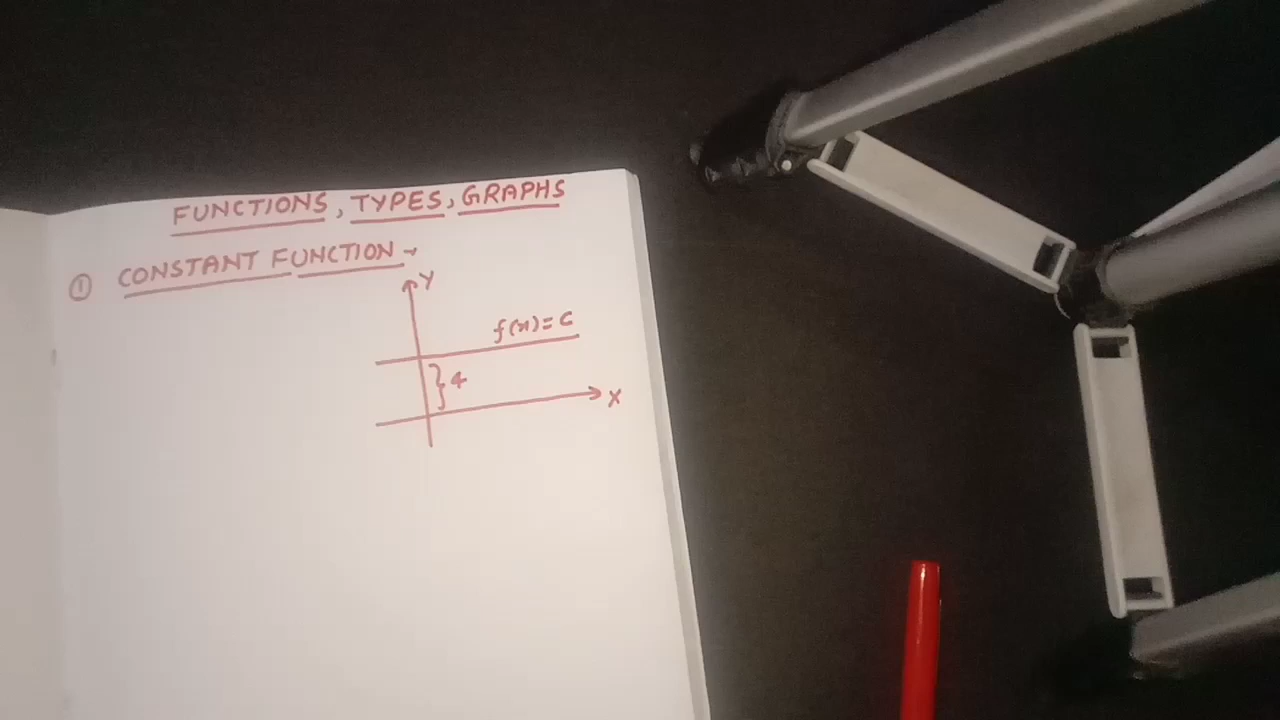 FUNCTIONS, TYPES, GRAPHS
① CONSTANT FUNCTION →
Y
f(x)=C
4
X